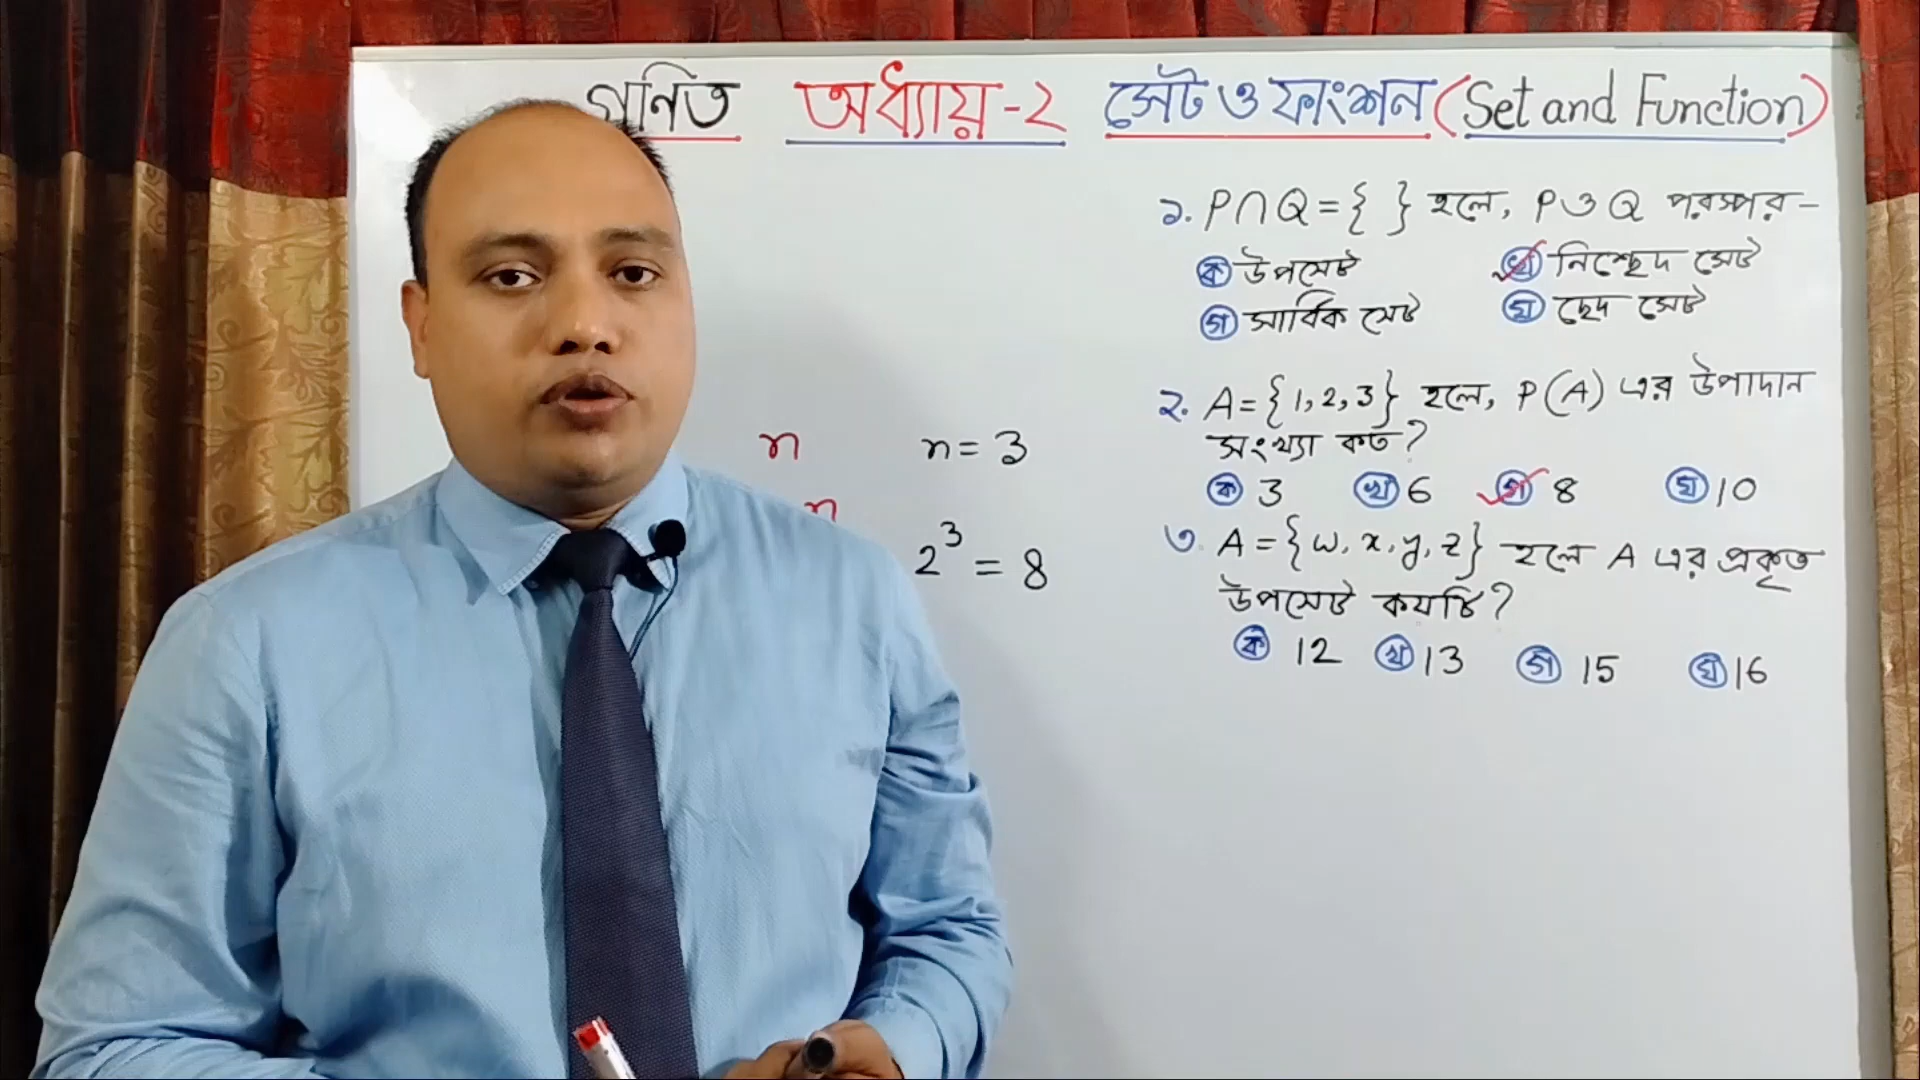 গনিত অধ্যায়-২ সেট ও ফাংশন (Set and Function)
১. P∩Q={ } হলে, P ও Q পরস্পর –
ক উপসেট খ নিশ্ছেদ সেট
গ সার্বিক সেট ঘ ছেদ সেট
২. A={1,2,3} হলে, P(A) এর উপাদান
সংখ্যা কত?
ক 3 খ 6 গ 8 ঘ 10
৩. A={w, x, y, z} হলে A এর প্রকৃত
উপসেট কয়টি?
ক 12 খ 13 গ 15 ঘ 16
n n = 3
n
2³ = 8